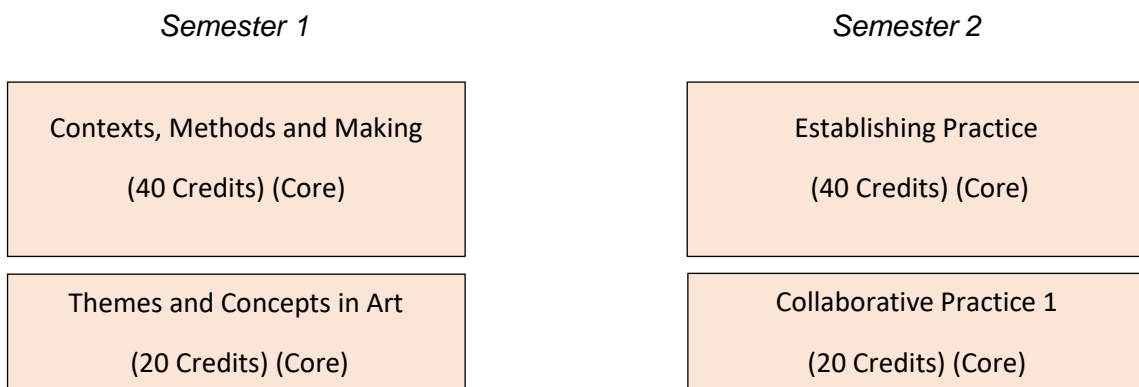 Semester 1
Semester 2
Contexts, Methods and Making
(40 Credits) (Core)
Establishing Practice
(40 Credits) (Core)
Themes and Concepts in Art
(20 Credits) (Core)
Collaborative Practice 1
(20 Credits) (Core)